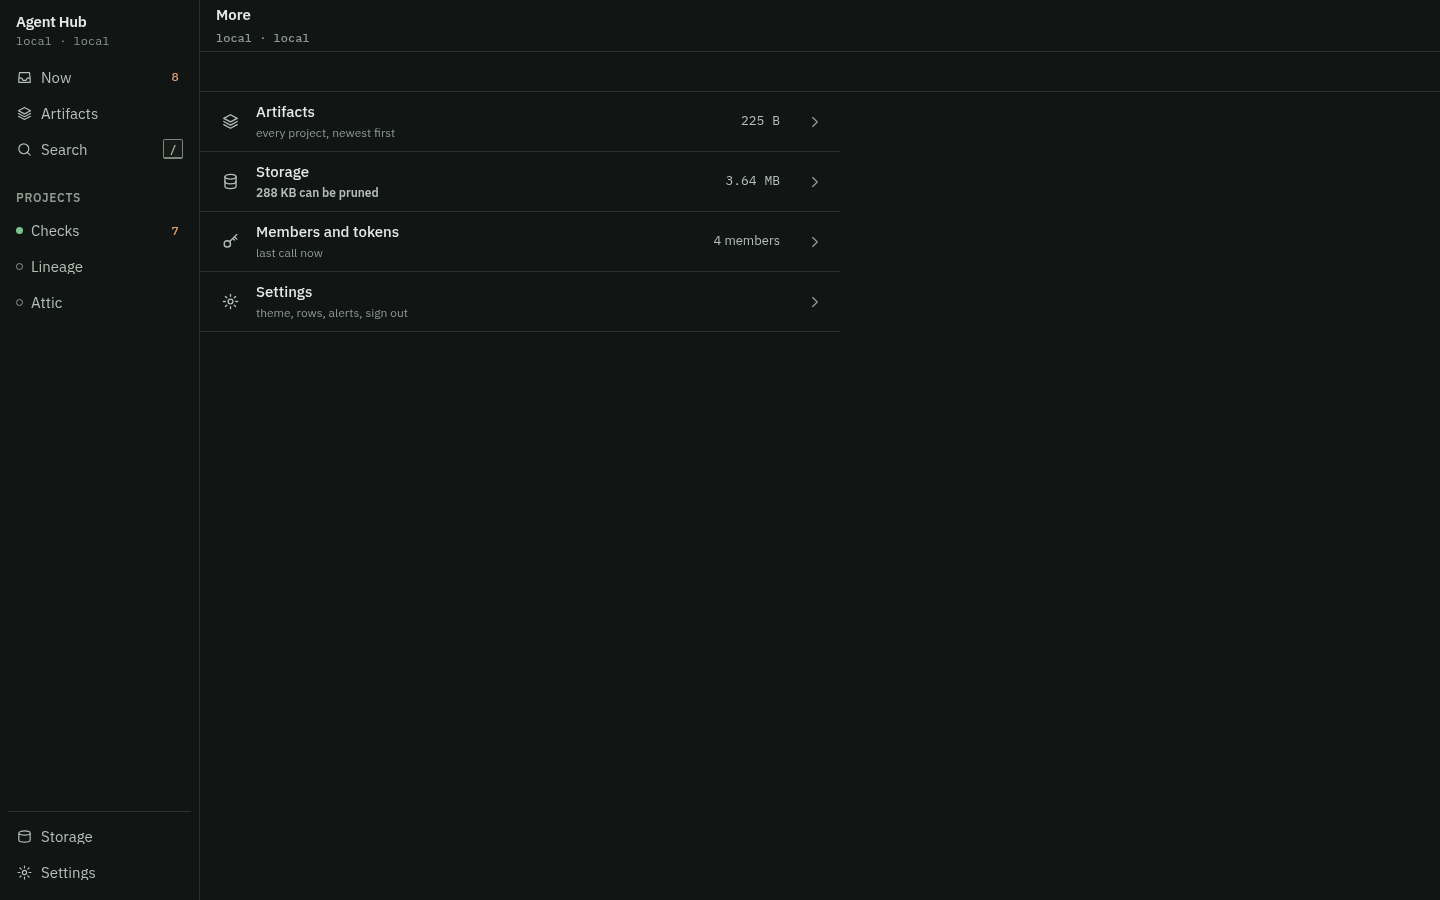 Agent Hub
local · local
Now 8
Artifacts
Search /
PROJECTS
Checks 7
Lineage
Attic
Storage
Settings
More
local · local
Artifacts
every project, newest first
225 B
Storage
288 KB can be pruned
3.64 MB
Members and tokens
last call now
4 members
Settings
theme, rows, alerts, sign out